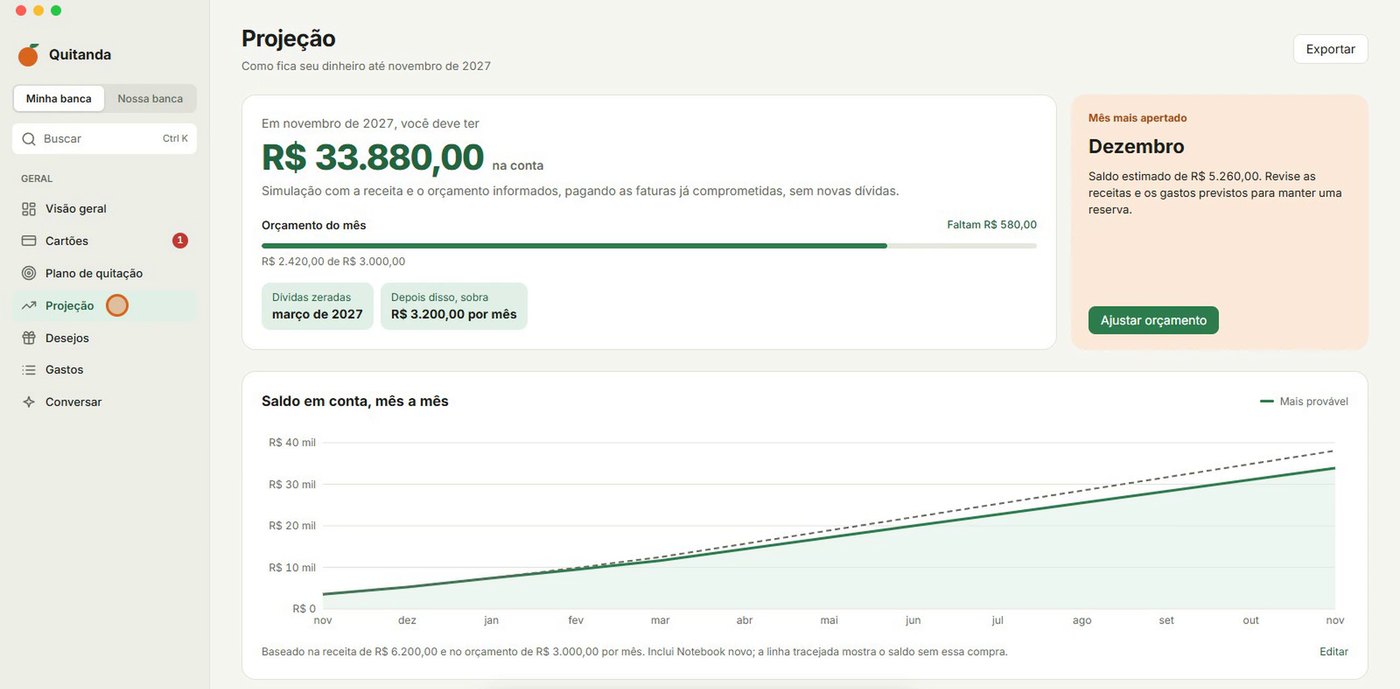 Quitanda
Minha banca
Nossa banca
Buscar
Ctrl K
GERAL
Visão geral
Cartões
1
Plano de quitação
Projeção
Desejos
Gastos
Conversar
Projeção
Como fica seu dinheiro até novembro de 2027
Exportar
Em novembro de 2027, você deve ter
R$ 33.880,00 na conta
Simulação com a receita e o orçamento informados, pagando as faturas já comprometidas, sem novas dívidas.
Orçamento do mês
Faltam R$ 580,00
R$ 2.420,00 de R$ 3.000,00
Dívidas zeradas
março de 2027
Depois disso, sobra
R$ 3.200,00 por mês
Mês mais apertado
Dezembro
Saldo estimado de R$ 5.260,00. Revise as
receitas e os gastos previstos para manter uma
reserva.
Ajustar orçamento
Saldo em conta, mês a mês
Mais provável
R$ 40 mil
R$ 30 mil
R$ 20 mil
R$ 10 mil
R$ 0
nov dez jan fev mar abr mai jun jul ago set out nov
Baseado na receita de R$ 6.200,00 e no orçamento de R$ 3.000,00 por mês. Inclui Notebook novo; a linha tracejada mostra o saldo sem essa compra.
Editar